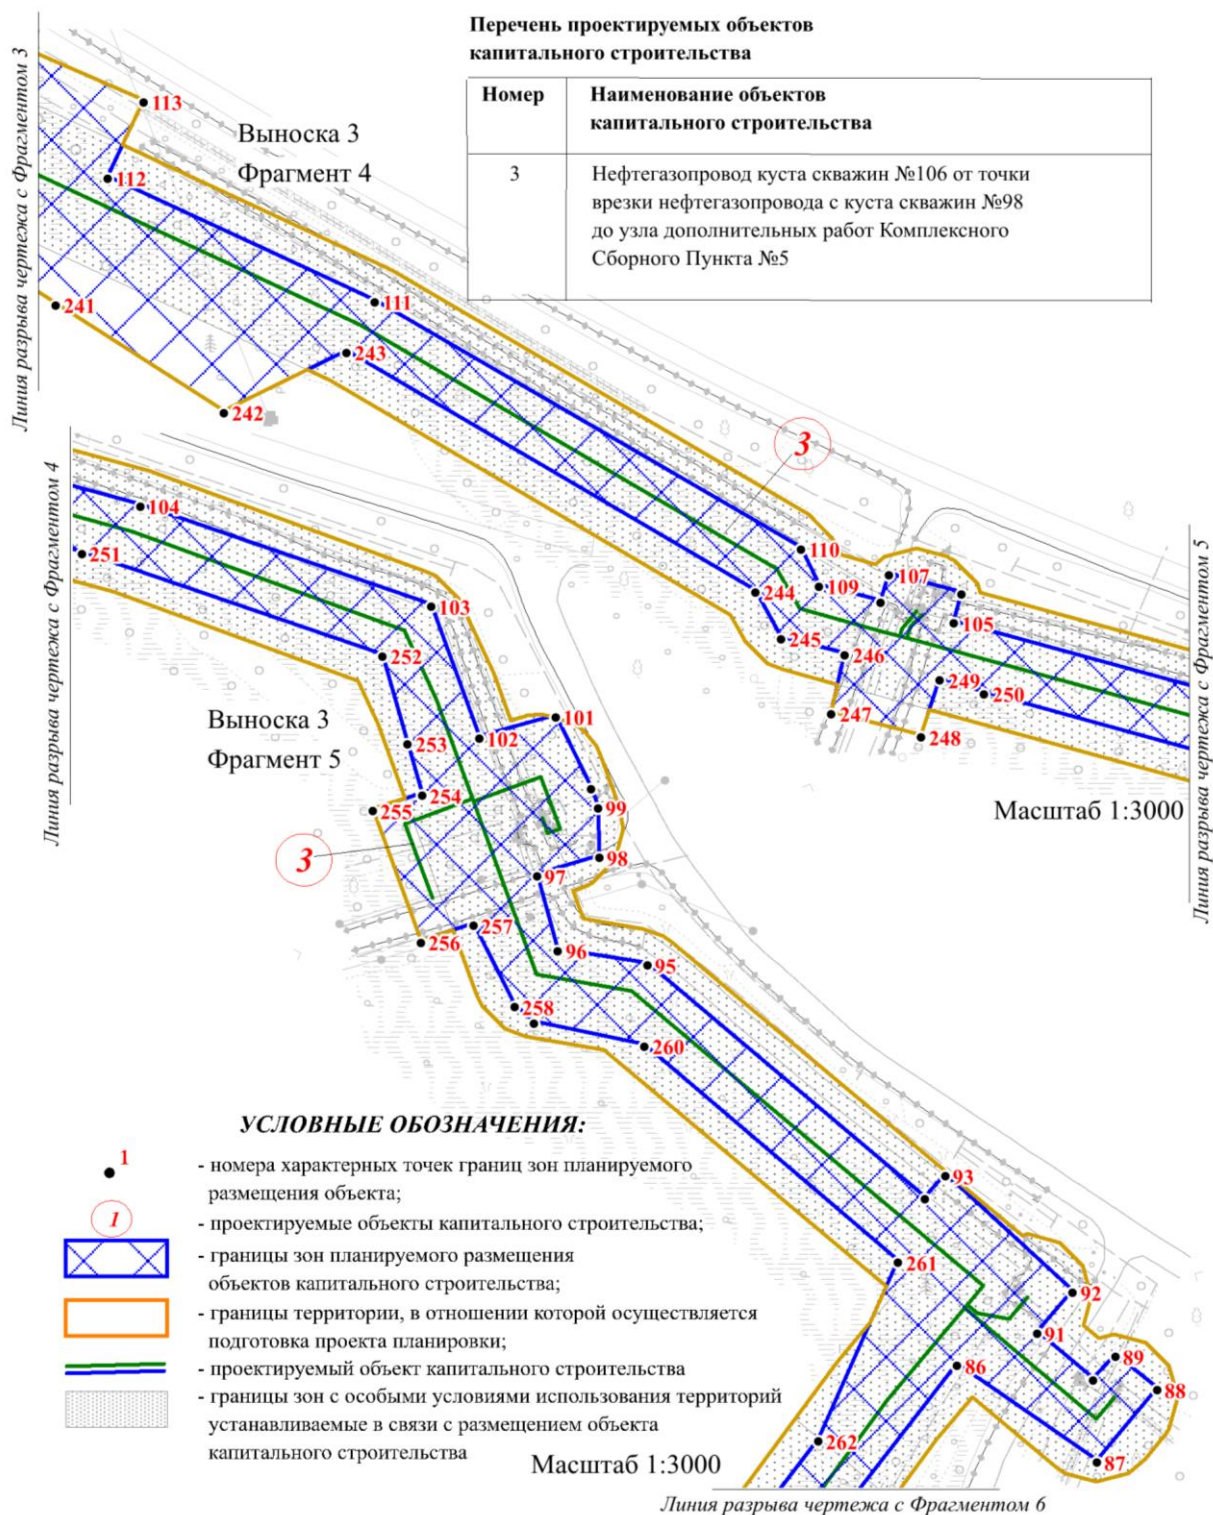 Перечень проектируемых объектов
капитального строительства
Номер
Наименование объектов
капитального строительства
3
Нефтегазопровод куста скважин №106 от точки
врезки нефтегазопровода с куста скважин №98
до узла дополнительных работ Комплексного
Сборного Пункта №5
Линия разрыва чертежа с Фрагментом 3
Выноска 3
Фрагмент 4
113
112
111
241
243
242
3
110
109
107
244
105
245
246
249
250
247
248
Масштаб 1:3000
Линия разрыва чертежа с Фрагментом 5
Линия разрыва чертежа с Фрагментом 4
104
251
103
252
Выноска 3
Фрагмент 5
101
102
253
254
255
99
3
98
97
257
256
96
95
258
260
93
261
92
91
89
86
88
262
87
УСЛОВНЫЕ ОБОЗНАЧЕНИЯ:
1
- номера характерных точек границ зон планируемого
размещения объекта;
1
- проектируемые объекты капитального строительства;
- границы зон планируемого размещения
объектов капитального строительства;
- границы территории, в отношении которой осуществляется
подготовка проекта планировки;
- проектируемый объект капитального строительства
- границы зон с особыми условиями использования территорий
устанавливаемые в связи с размещением объекта
капитального строительства
Масштаб 1:3000
Линия разрыва чертежа с Фрагментом 6